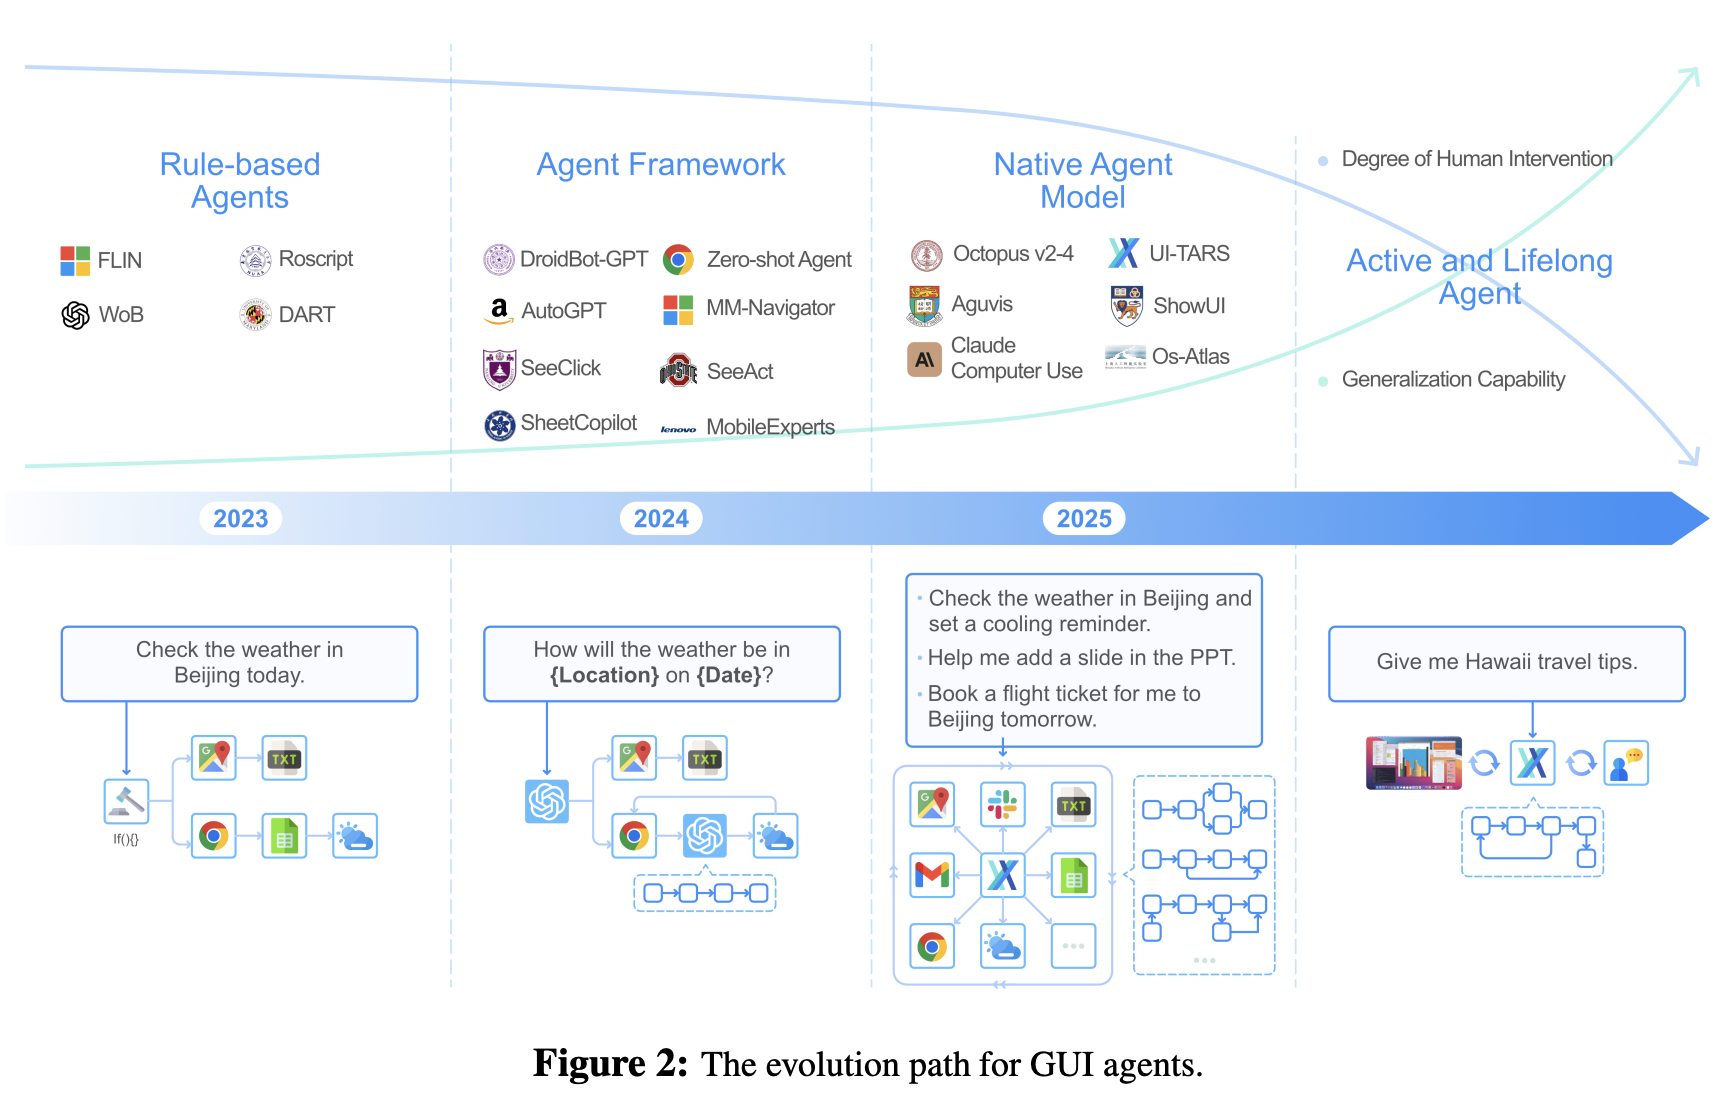 Rule-based
Agents
FLIN
Roscript
WoB
DART
Agent Framework
DroidBot-GPT
Zero-shot Agent
a
AutoGPT
MM-Navigator
SeeClick
OHIO STATE
SeeAct
SheetCopilot
lenovo
MobileExperts
Native Agent
Model
Octopus v2-4
UI-TARS
Aguvis
ShowUI
Claude
Computer Use
Os-Atlas
Degree of Human Intervention
Active and Lifelong
Agent
Generalization Capability
2023
2024
2025
Check the weather in
Beijing today.
G
TXT
If(){}
How will the weather be in
{Location} on {Date}?
G
TXT
• Check the weather in Beijing and
set a cooling reminder.
• Help me add a slide in the PPT.
• Book a flight ticket for me to
Beijing tomorrow.
G
TXT
...
...
Give me Hawaii travel tips.
Figure 2: The evolution path for GUI agents.